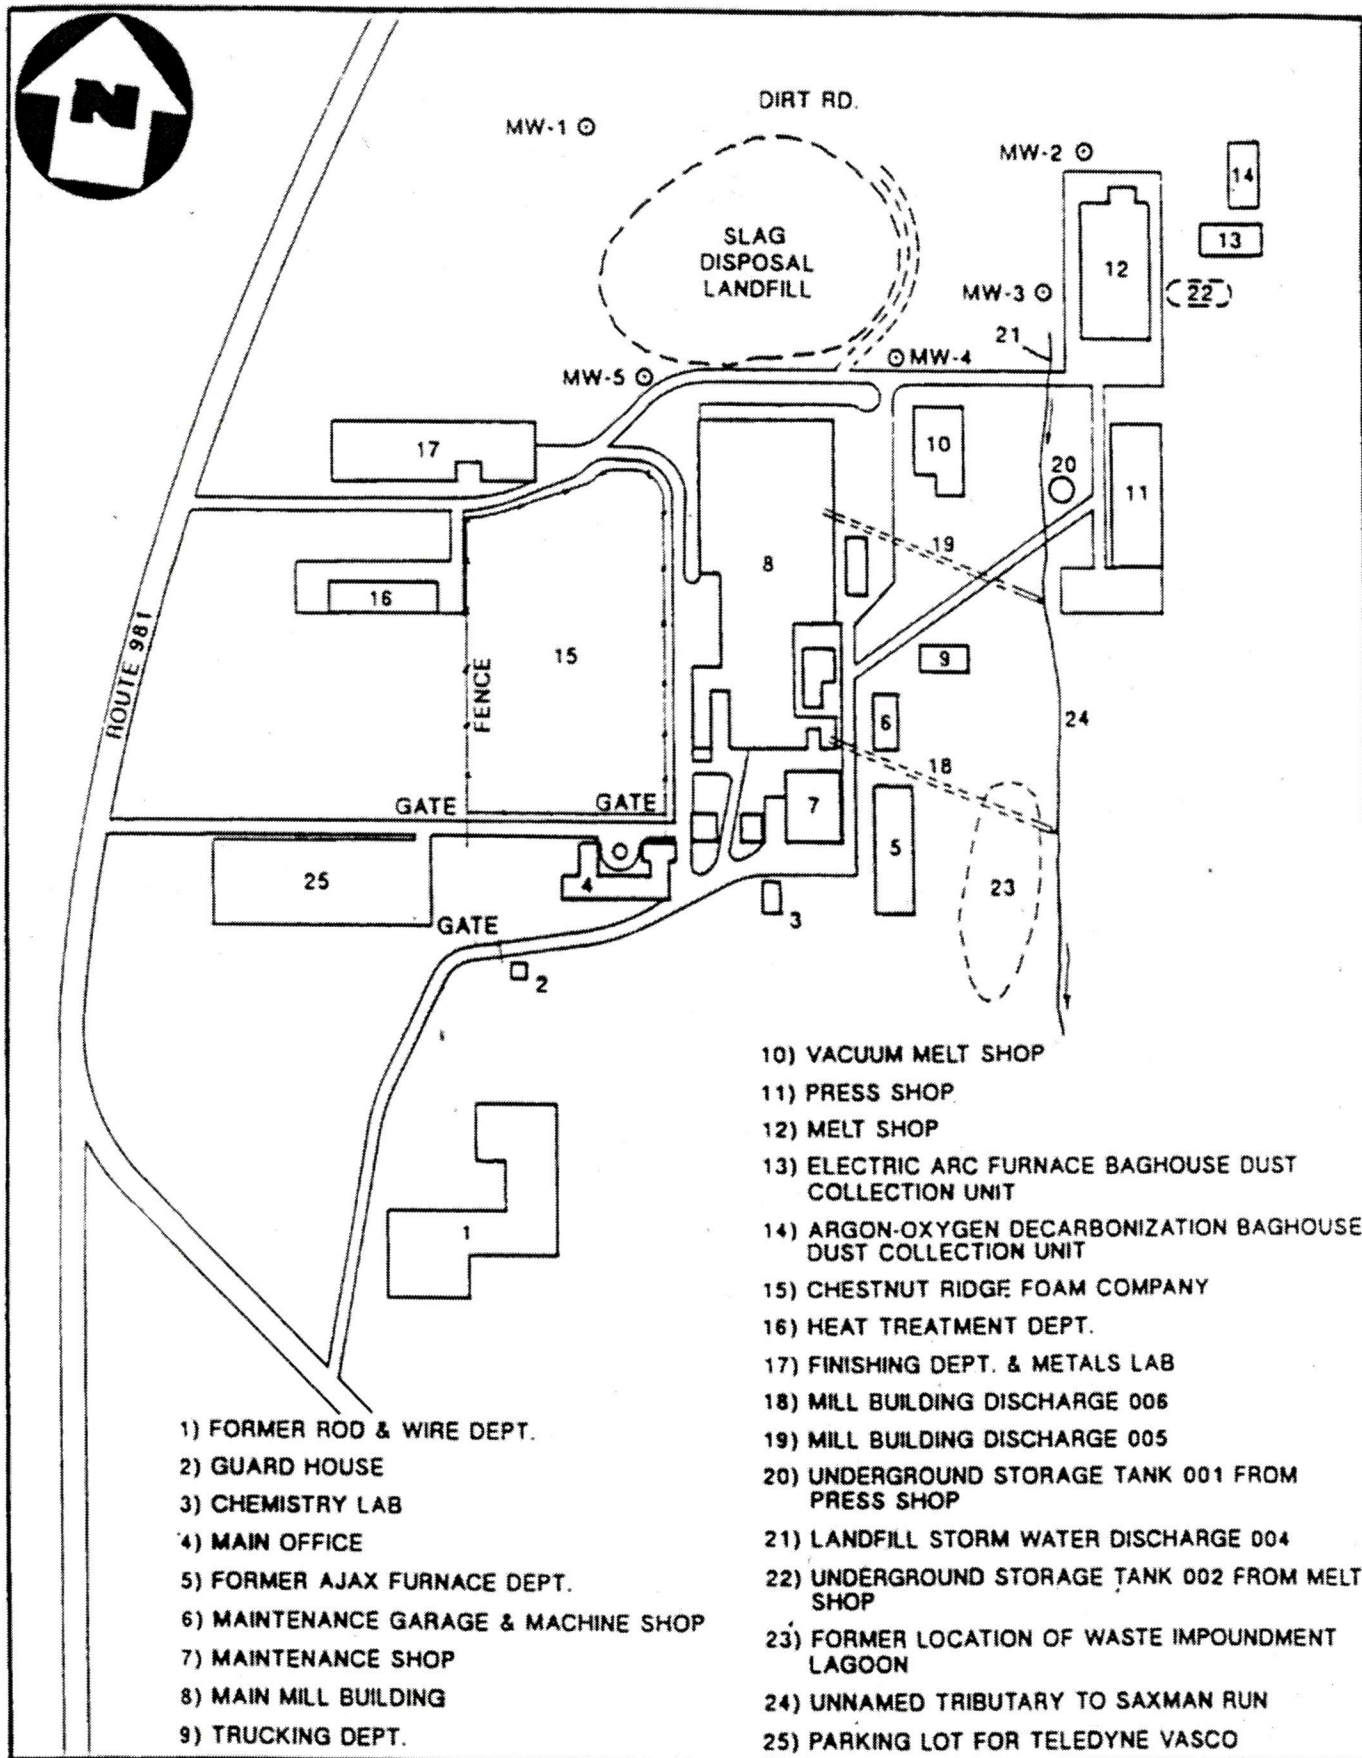 N
DIRT RD.
MW-1
MW-2
14
SLAG
DISPOSAL
LANDFILL
13
12
MW-3
22
21
MW-4
MW-5
17
10
20
11
19
8
16
ROUTE 981
15
9
FENCE
6
24
18
GATE
GATE
7
5
25
4
23
3
GATE
2
1
10) VACUUM MELT SHOP
11) PRESS SHOP
12) MELT SHOP
13) ELECTRIC ARC FURNACE BAGHOUSE DUST
COLLECTION UNIT
14) ARGON-OXYGEN DECARBONIZATION BAGHOUSE
DUST COLLECTION UNIT
15) CHESTNUT RIDGE FOAM COMPANY
16) HEAT TREATMENT DEPT.
17) FINISHING DEPT. & METALS LAB
18) MILL BUILDING DISCHARGE 006
19) MILL BUILDING DISCHARGE 005
20) UNDERGROUND STORAGE TANK 001 FROM
PRESS SHOP
21) LANDFILL STORM WATER DISCHARGE 004
22) UNDERGROUND STORAGE TANK 002 FROM MELT
SHOP
23) FORMER LOCATION OF WASTE IMPOUNDMENT
LAGOON
24) UNNAMED TRIBUTARY TO SAXMAN RUN
25) PARKING LOT FOR TELEDYNE VASCO
1) FORMER ROD & WIRE DEPT.
2) GUARD HOUSE
3) CHEMISTRY LAB
4) MAIN OFFICE
5) FORMER AJAX FURNACE DEPT.
6) MAINTENANCE GARAGE & MACHINE SHOP
7) MAINTENANCE SHOP
8) MAIN MILL BUILDING
9) TRUCKING DEPT.